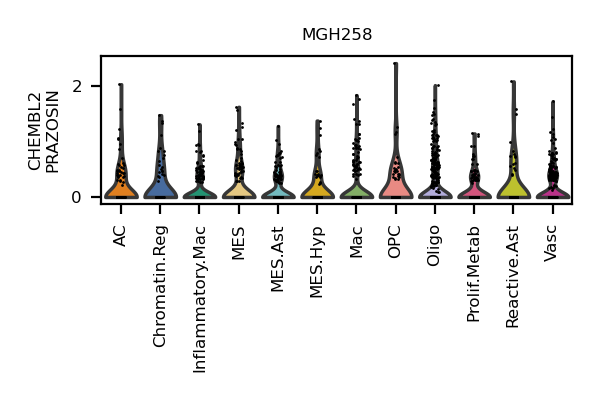 MGH258
CHEMBL2
PRAZOSIN
2
0
AC
Chromatin.Reg
Inflammatory.Mac
MES
MES.Ast
MES.Hyp
Mac
OPC
Oligo
Prolif.Metab
Reactive.Ast
Vasc